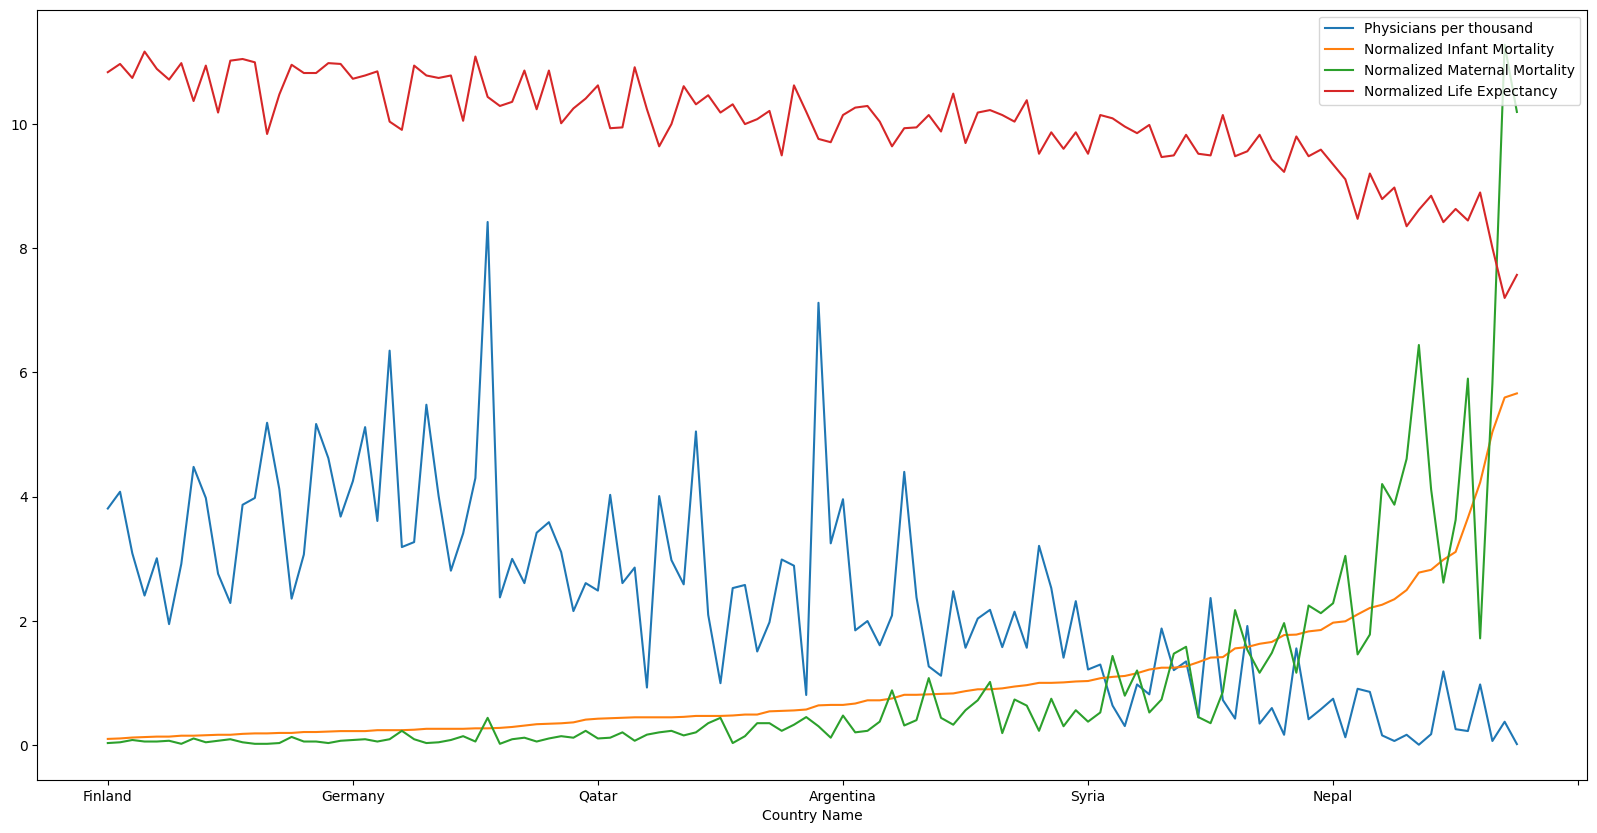 Physicians per thousand
Normalized Infant Mortality
Normalized Maternal Mortality
Normalized Life Expectancy
10
8
6
4
2
0
Finland Germany Qatar Argentina Syria Nepal
Country Name